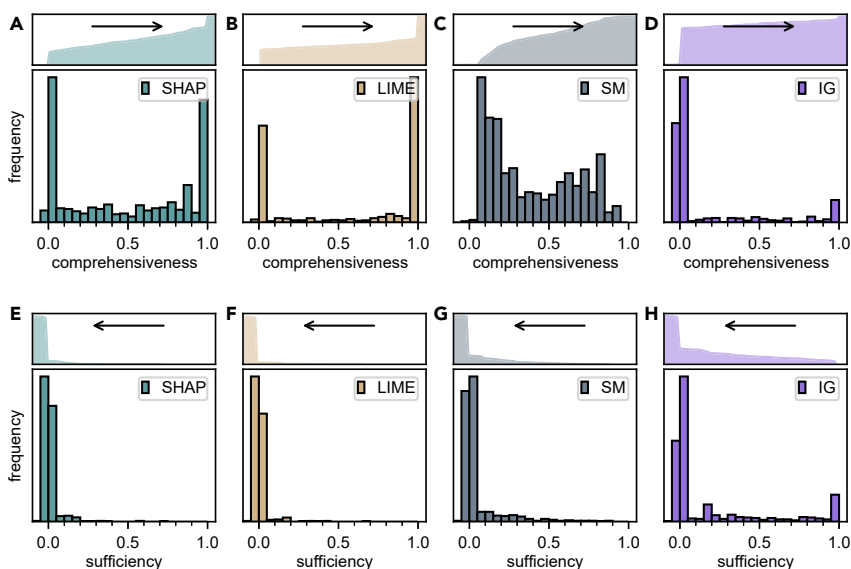 A B C D
SHAP LIME SM IG
frequency
0.0 0.5 1.0 0.0 0.5 1.0 0.0 0.5 1.0 0.0 0.5 1.0
comprehensiveness comprehensiveness comprehensiveness comprehensiveness
E F G H
SHAP LIME SM IG
frequency
0.0 0.5 1.0 0.0 0.5 1.0 0.0 0.5 1.0 0.0 0.5 1.0
sufficiency sufficiency sufficiency sufficiency